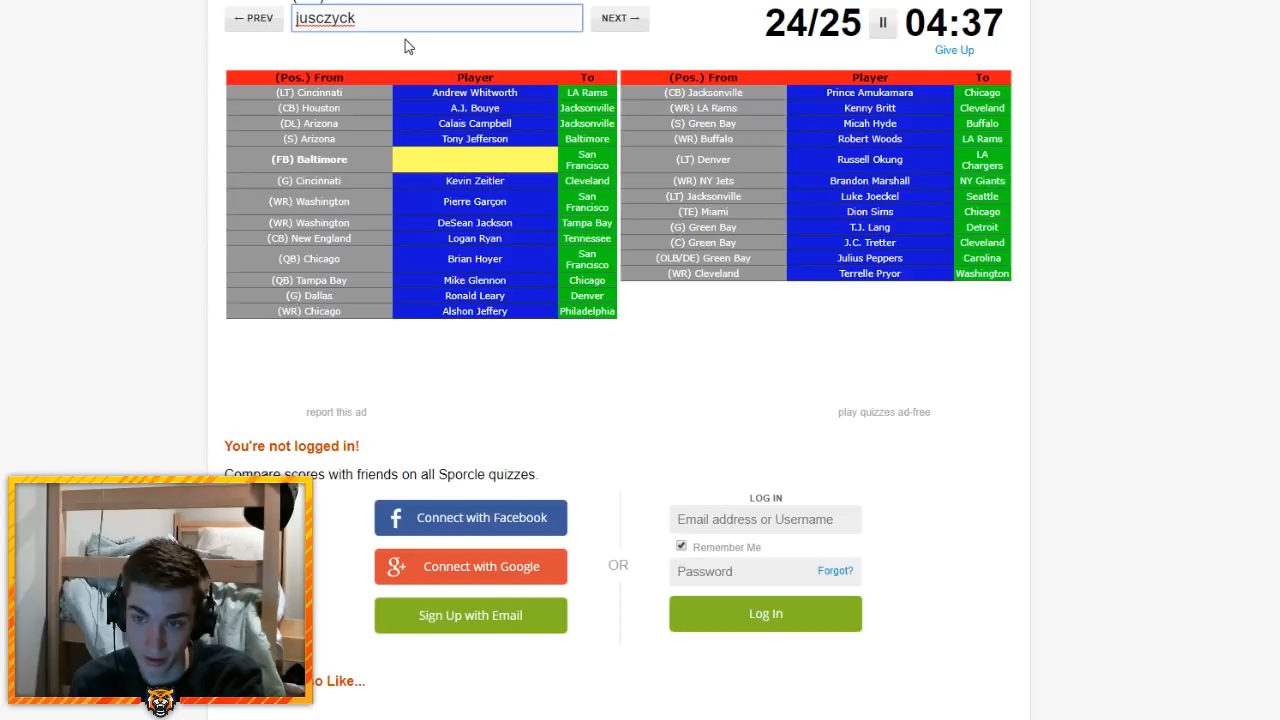 ← PREV jusczyck NEXT → 24/25 II 04:37
Give Up
(Pos.) From Player To (Pos.) From Player To
(LT) Cincinnati Andrew Whitworth LA Rams (CB) Jacksonville Prince Amukamara Chicago
(CB) Houston A.J. Bouye Jacksonville (WR) LA Rams Kenny Britt Cleveland
(DL) Arizona Calais Campbell Jacksonville (S) Green Bay Micah Hyde Buffalo
(S) Arizona Tony Jefferson Baltimore (WR) Buffalo Robert Woods LA Rams
(FB) Baltimore San Francisco (LT) Denver Russell Okung LA Chargers
(G) Cincinnati Kevin Zeitler Cleveland (WR) NY Jets Brandon Marshall NY Giants
(WR) Washington Pierre Garçon San Francisco (LT) Jacksonville Luke Joeckel Seattle
(WR) Washington DeSean Jackson Tampa Bay (TE) Miami Dion Sims Chicago
(CB) New England Logan Ryan Tennessee (G) Green Bay T.J. Lang Detroit
(QB) Chicago Brian Hoyer San Francisco (C) Green Bay J.C. Tretter Cleveland
(QB) Tampa Bay Mike Glennon Chicago (OLB/DE) Green Bay Julius Peppers Carolina
(G) Dallas Ronald Leary Denver (WR) Cleveland Terrelle Pryor Washington
(WR) Chicago Alshon Jeffery Philadelphia
report this ad play quizzes ad-free
You're not logged in!
Compare scores with friends on all Sporcle quizzes.
Connect with Facebook
Connect with Google
Sign Up with Email
OR
LOG IN
Email address or Username
Remember Me
Password Forgot?
Log In
Like...